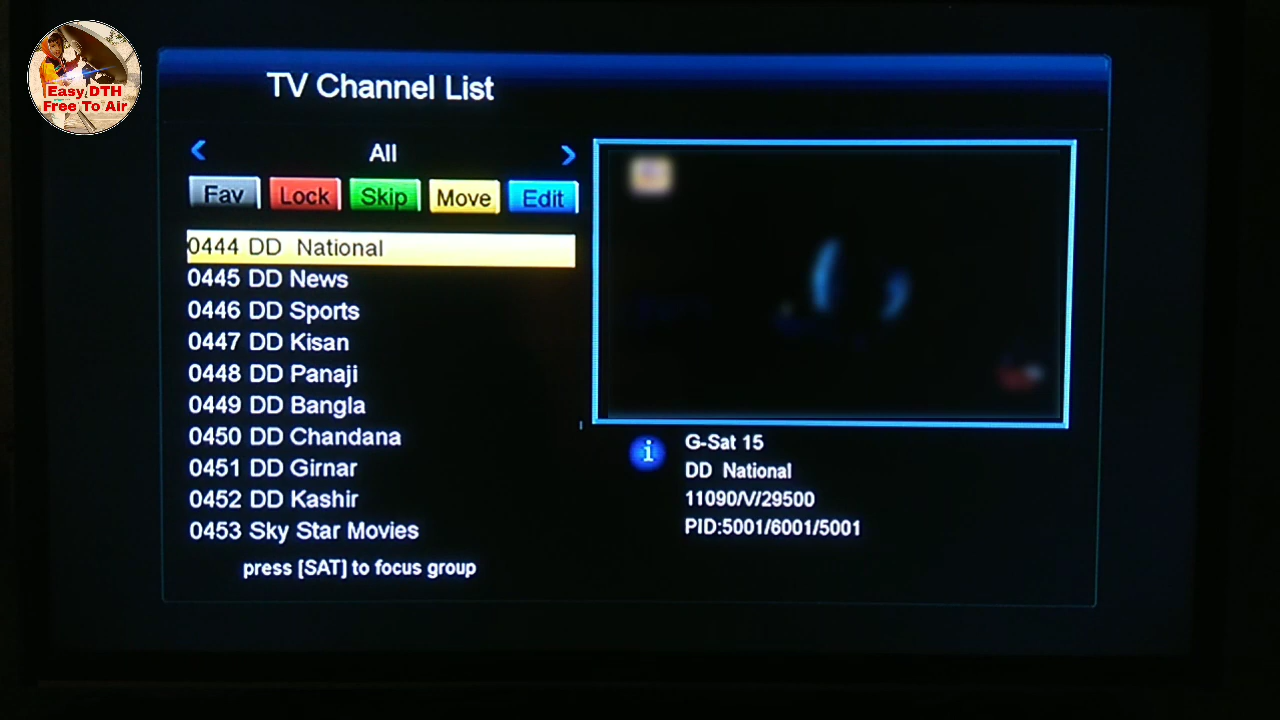 Easy DTH
Free To Air
TV Channel List
All
Fav Lock Skip Move Edit
0444 DD  National
0445 DD News
0446 DD Sports
0447 DD Kisan
0448 DD Panaji
0449 DD Bangla
0450 DD Chandana
0451 DD Girnar
0452 DD Kashir
0453 Sky Star Movies
press [SAT] to focus group
i
G-Sat 15
DD  National
11090/V//29500
PID:5001/6001/5001